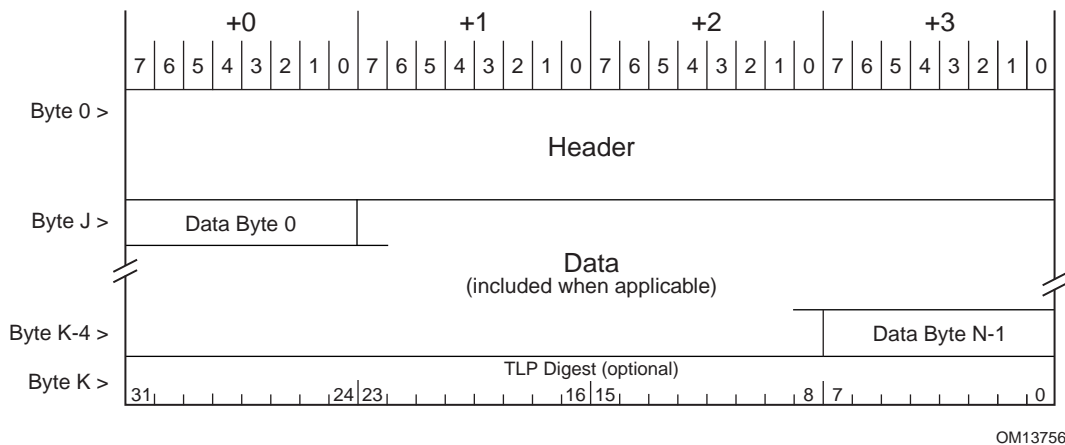 +0 +1 +2 +3
7 6 5 4 3 2 1 0 7 6 5 4 3 2 1 0 7 6 5 4 3 2 1 0 7 6 5 4 3 2 1 0
Byte 0 >
Header
Byte J > Data Byte 0
Data
(included when applicable)
Byte K-4 > Data Byte N-1
TLP Digest (optional)
Byte K >
31 24 23 16 15 8 7 0
OM13756